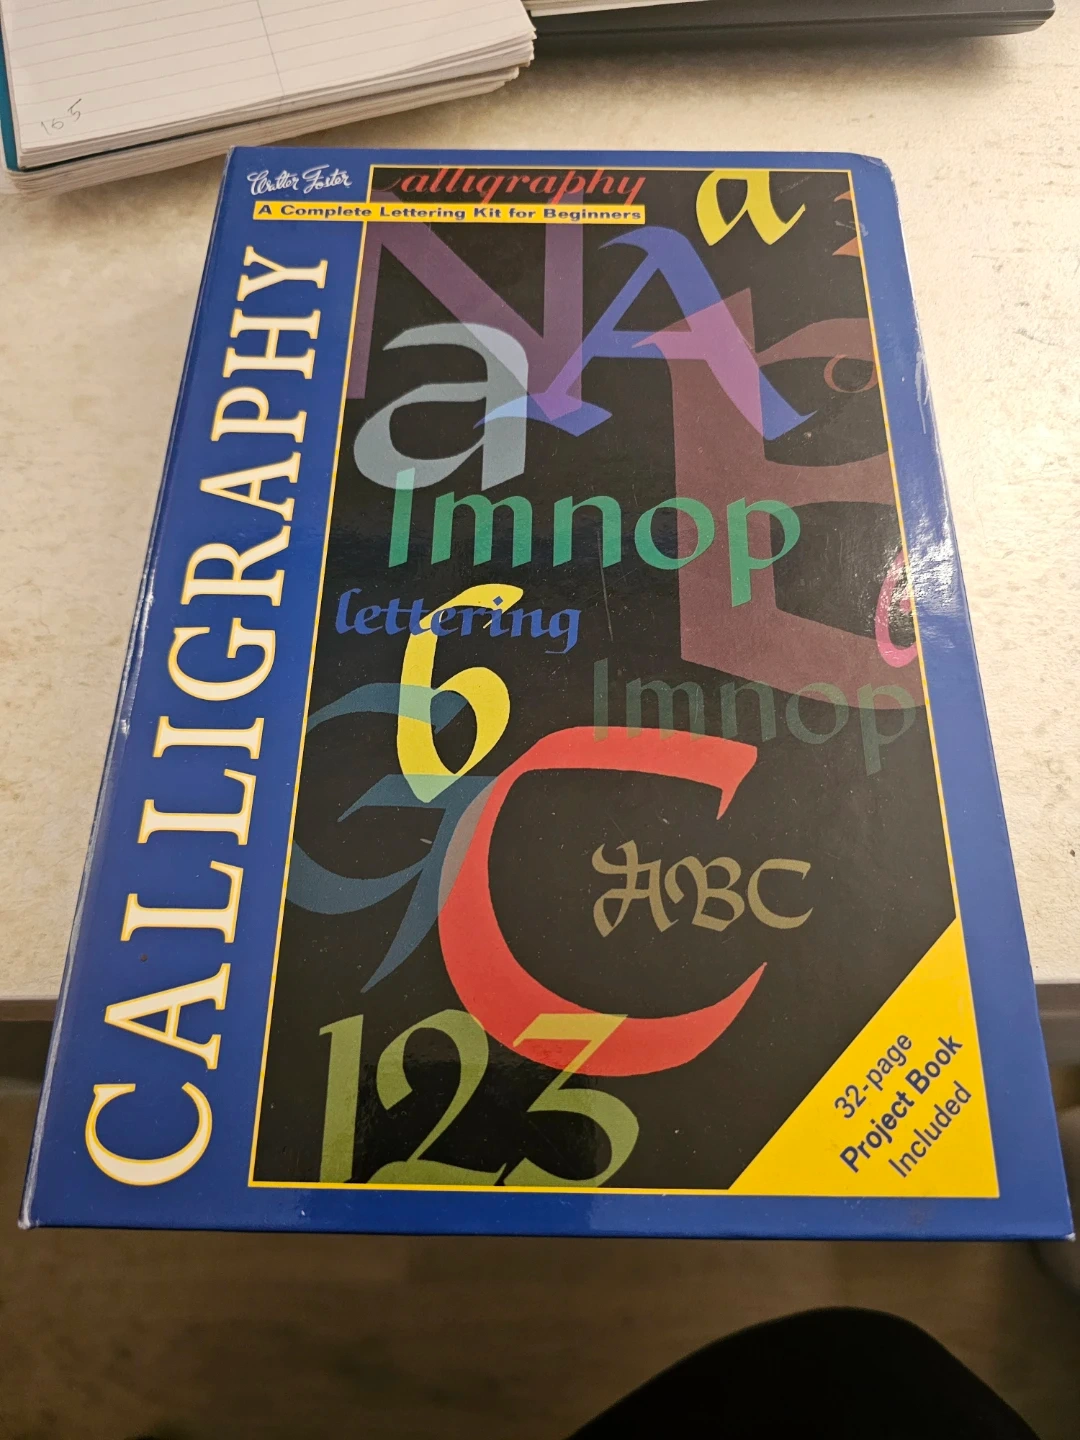 155
Walter Foster
Calligraphy
A Complete Lettering Kit for Beginners
CALLIGRAPHY
a
N A
a
lmnop
lettering
6
lmnop
C
ABC
123
32-page
Project Book
Included